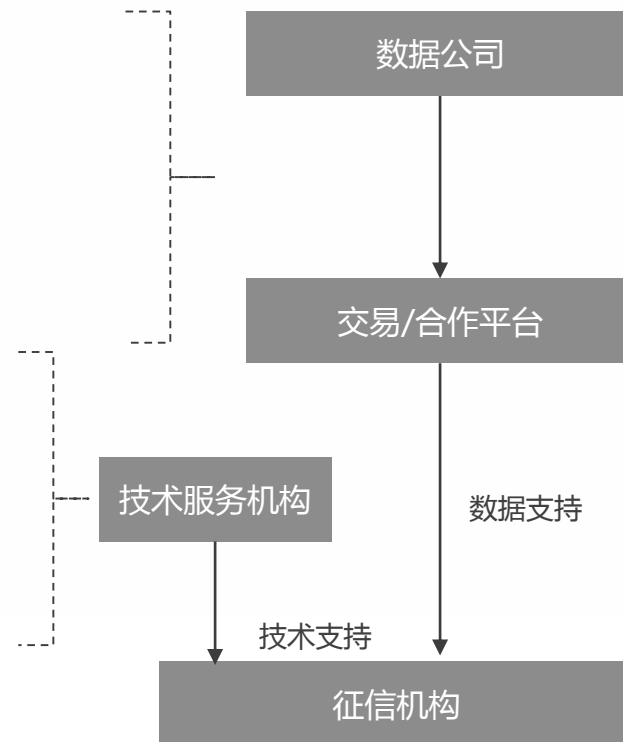 数据公司
交易/合作平台
技术服务机构
数据支持
技术支持
征信机构